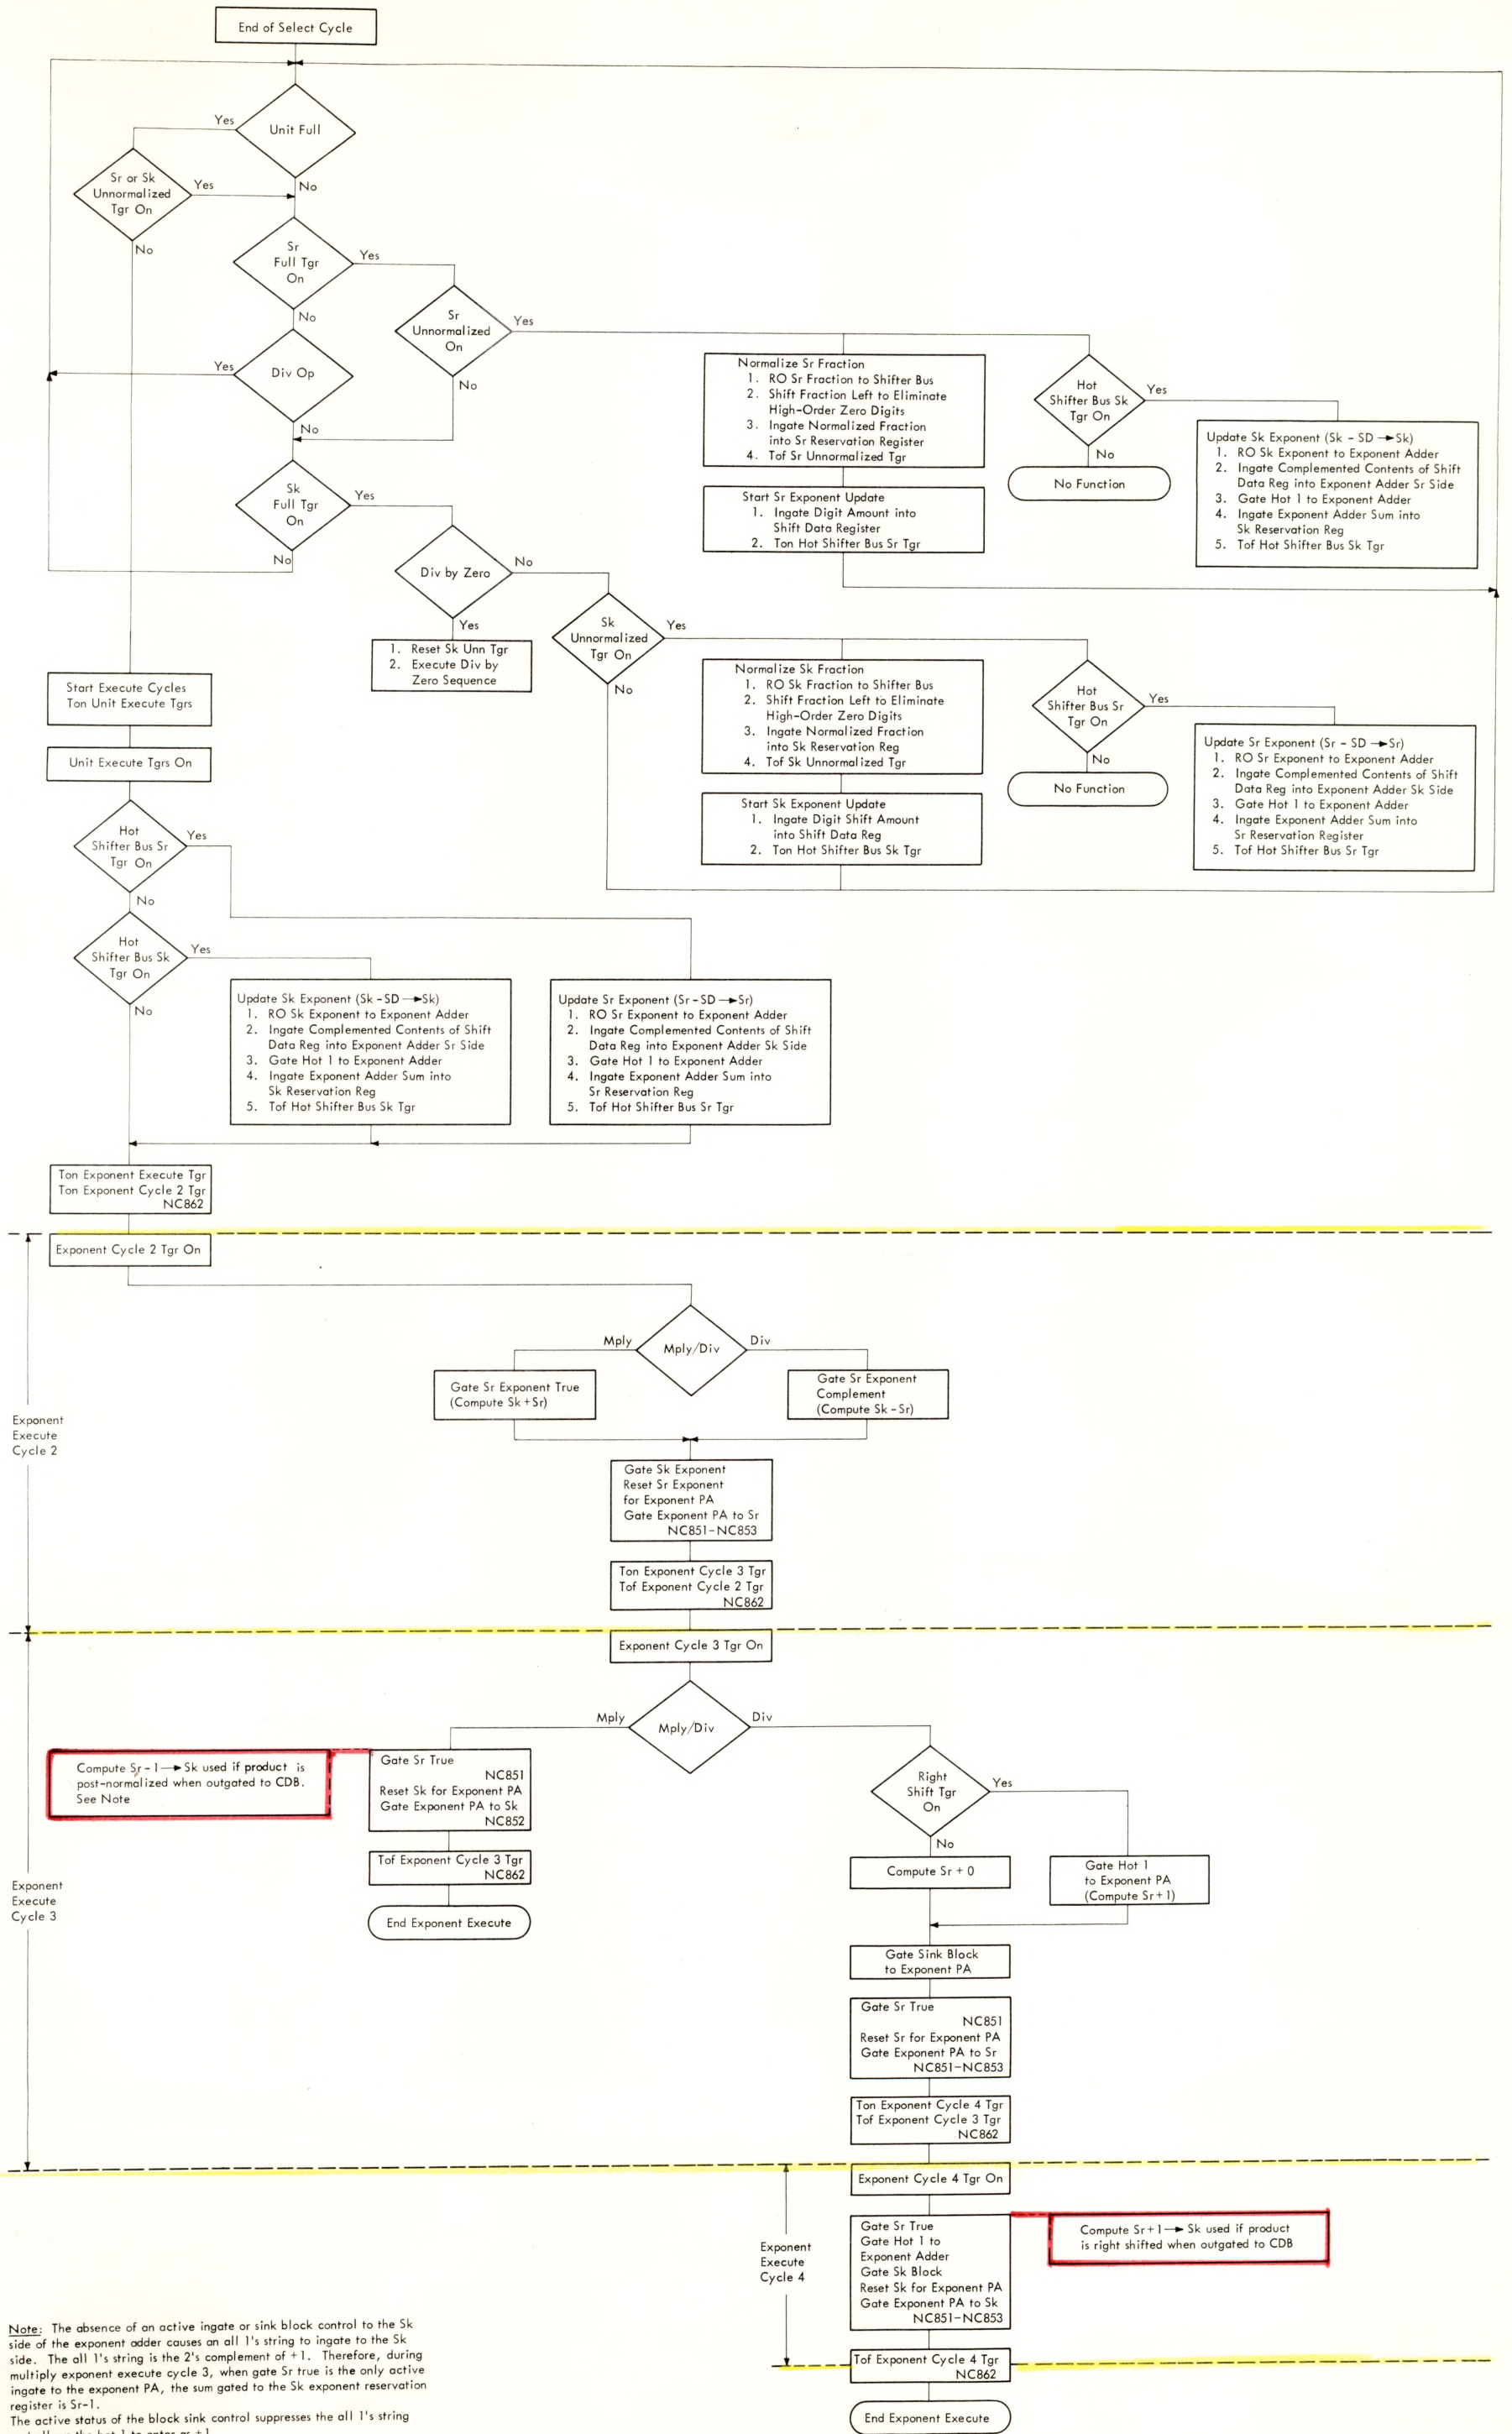 End of Select Cycle
Unit Full
Yes
No
Sr or Sk
Unnormalized
Tgr On
Yes
No
Sr
Full Tgr
On
Yes
No
Sr
Unnormalized
On
Yes
No
Div Op
Yes
No
Normalize Sr Fraction
1. RO Sr Fraction to Shifter Bus
2. Shift Fraction Left to Eliminate
High-Order Zero Digits
3. Ingate Normalized Fraction
into Sr Reservation Register
4. Tof Sr Unnormalized Tgr
Hot
Shifter Bus Sk
Tgr On
Yes
No
No Function
Update Sk Exponent (Sk - SD → Sk)
1. RO Sk Exponent to Exponent Adder
2. Ingate Complemented Contents of Shift
Data Reg into Exponent Adder Sr Side
3. Gate Hot 1 to Exponent Adder
4. Ingate Exponent Adder Sum into
Sk Reservation Reg
5. Tof Hot Shifter Bus Sk Tgr
Start Sr Exponent Update
1. Ingate Digit Amount into
Shift Data Register
2. Ton Hot Shifter Bus Sr Tgr
Sk
Full Tgr
On
Yes
No
Div by Zero
No
Yes
1. Reset Sk Unn Tgr
2. Execute Div by
Zero Sequence
Sk
Unnormalized
Tgr On
Yes
No
Normalize Sk Fraction
1. RO Sk Fraction to Shifter Bus
2. Shift Fraction Left to Eliminate
High-Order Zero Digits
3. Ingate Normalized Fraction
into Sk Reservation Reg
4. Tof Sk Unnormalized Tgr
Hot
Shifter Bus Sr
Tgr On
Yes
No
No Function
Update Sr Exponent (Sr - SD → Sr)
1. RO Sr Exponent to Exponent Adder
2. Ingate Complemented Contents of Shift
Data Reg into Exponent Adder Sk Side
3. Gate Hot 1 to Exponent Adder
4. Ingate Exponent Adder Sum into
Sr Reservation Register
5. Tof Hot Shifter Bus Sr Tgr
Start Sk Exponent Update
1. Ingate Digit Shift Amount
into Shift Data Reg
2. Ton Hot Shifter Bus Sk Tgr
Start Execute Cycles
Ton Unit Execute Tgrs
Unit Execute Tgrs On
Hot
Shifter Bus Sr
Tgr On
Yes
No
Hot
Shifter Bus Sk
Tgr On
Yes
No
Update Sk Exponent (Sk - SD → Sk)
1. RO Sk Exponent to Exponent Adder
2. Ingate Complemented Contents of Shift
Data Reg into Exponent Adder Sr Side
3. Gate Hot 1 to Exponent Adder
4. Ingate Exponent Adder Sum into
Sk Reservation Reg
5. Tof Hot Shifter Bus Sk Tgr
Update Sr Exponent (Sr - SD → Sr)
1. RO Sr Exponent to Exponent Adder
2. Ingate Complemented Contents of Shift
Data Reg into Exponent Adder Sk Side
3. Gate Hot 1 to Exponent Adder
4. Ingate Exponent Adder Sum into
Sr Reservation Reg
5. Tof Hot Shifter Bus Sr Tgr
Ton Exponent Execute Tgr
Ton Exponent Cycle 2 Tgr
NC862
Exponent Cycle 2 Tgr On
Exponent
Execute
Cycle 2
Mply/Div
Mply
Div
Gate Sr Exponent True
(Compute Sk + Sr)
Gate Sr Exponent
Complement
(Compute Sk - Sr)
Gate Sk Exponent
Reset Sr Exponent
for Exponent PA
Gate Exponent PA to Sr
NC851-NC853
Ton Exponent Cycle 3 Tgr
Tof Exponent Cycle 2 Tgr
NC862
Exponent Cycle 3 Tgr On
Exponent
Execute
Cycle 3
Mply/Div
Mply
Div
Compute Sr - 1 → Sk used if product is
post-normalized when outgated to CDB.
See Note
Gate Sr True
NC851
Reset Sk for Exponent PA
Gate Exponent PA to Sk
NC852
Tof Exponent Cycle 3 Tgr
NC862
End Exponent Execute
Right
Shift Tgr
On
Yes
No
Compute Sr + 0
Gate Hot 1
to Exponent PA
(Compute Sr + 1)
Gate Sink Block
to Exponent PA
Gate Sr True
NC851
Reset Sr for Exponent PA
Gate Exponent PA to Sr
NC851-NC853
Ton Exponent Cycle 4 Tgr
Tof Exponent Cycle 3 Tgr
NC862
Exponent Cycle 4 Tgr On
Exponent
Execute
Cycle 4
Gate Sr True
Gate Hot 1 to
Exponent Adder
Gate Sk Block
Reset Sk for Exponent PA
Gate Exponent PA to Sk
NC851-NC853
Compute Sr + 1 → Sk used if product
is right shifted when outgated to CDB
Tof Exponent Cycle 4 Tgr
NC862
End Exponent Execute
Note: The absence of an active ingate or sink block control to the Sk
side of the exponent adder causes an all 1's string to ingate to the Sk
side. The all 1's string is the 2's complement of + 1. Therefore, during
multiply exponent execute cycle 3, when gate Sr true is the only active
ingate to the exponent PA, the sum gated to the Sk exponent reservation
register is Sr-1.
The active status of the block sink control suppresses the all 1's string